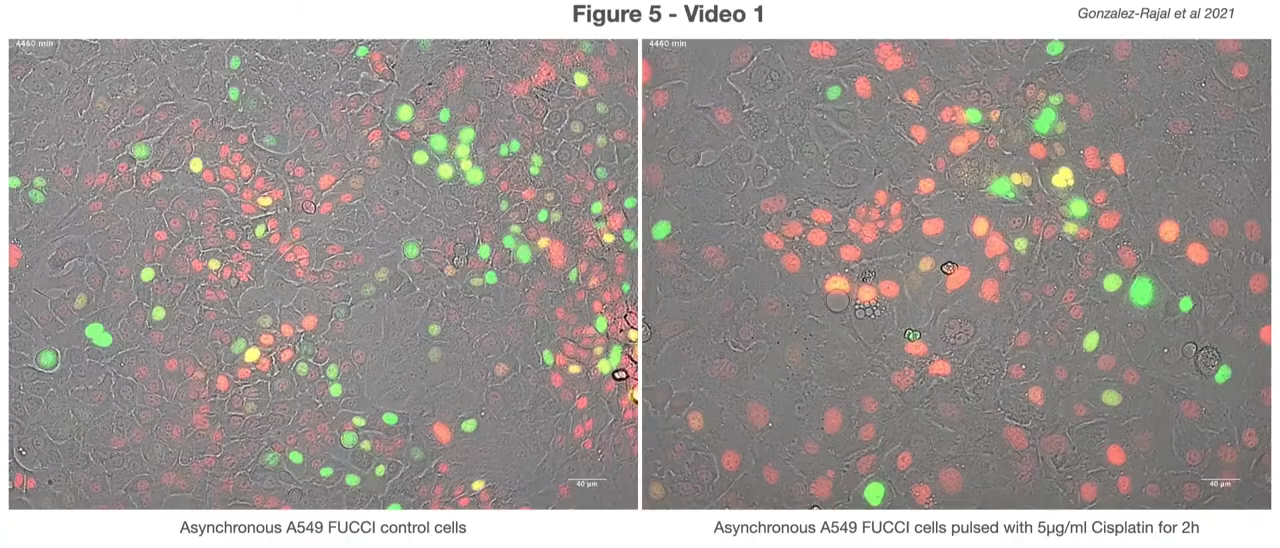 Figure 5 - Video 1
Gonzalez-Rajal et al 2021
4460 min
4460 min
40 µm
40 µm
Asynchronous A549 FUCCI control cells
Asynchronous A549 FUCCI cells pulsed with 5µg/ml Cisplatin for 2h